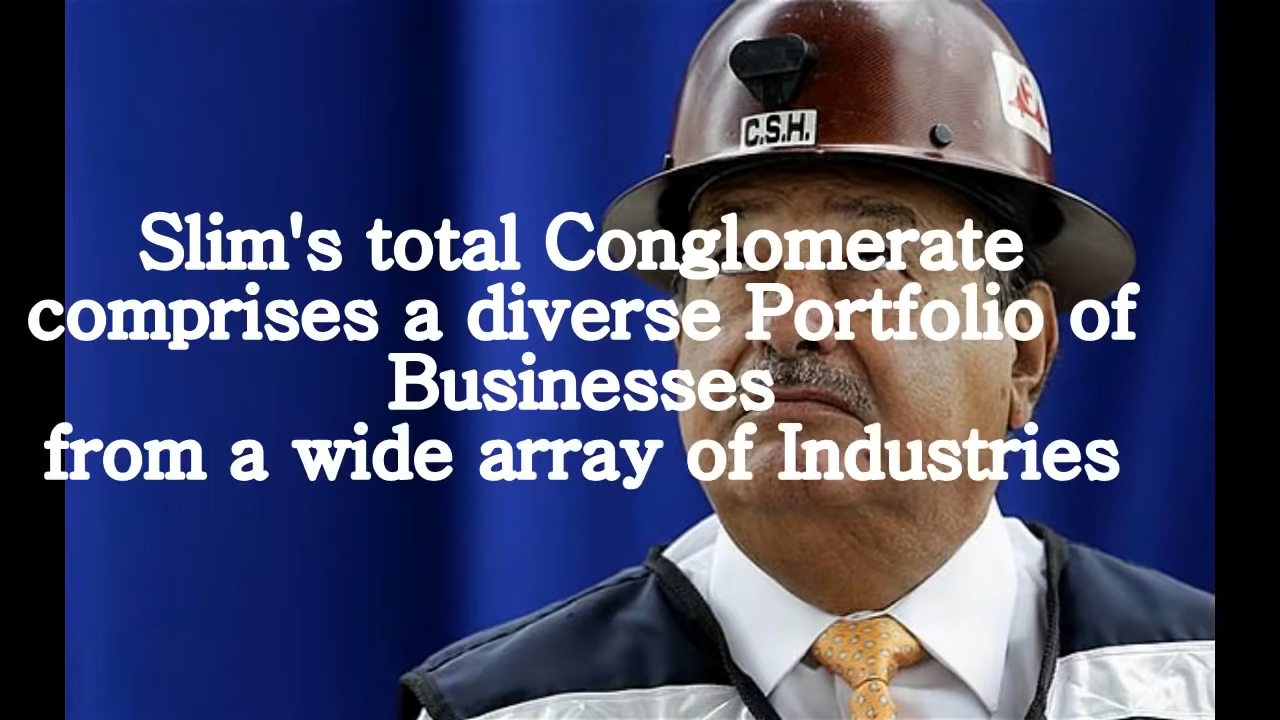 C.S.H.
Slim's total Conglomerate
comprises a diverse Portfolio of
Businesses
from a wide array of Industries